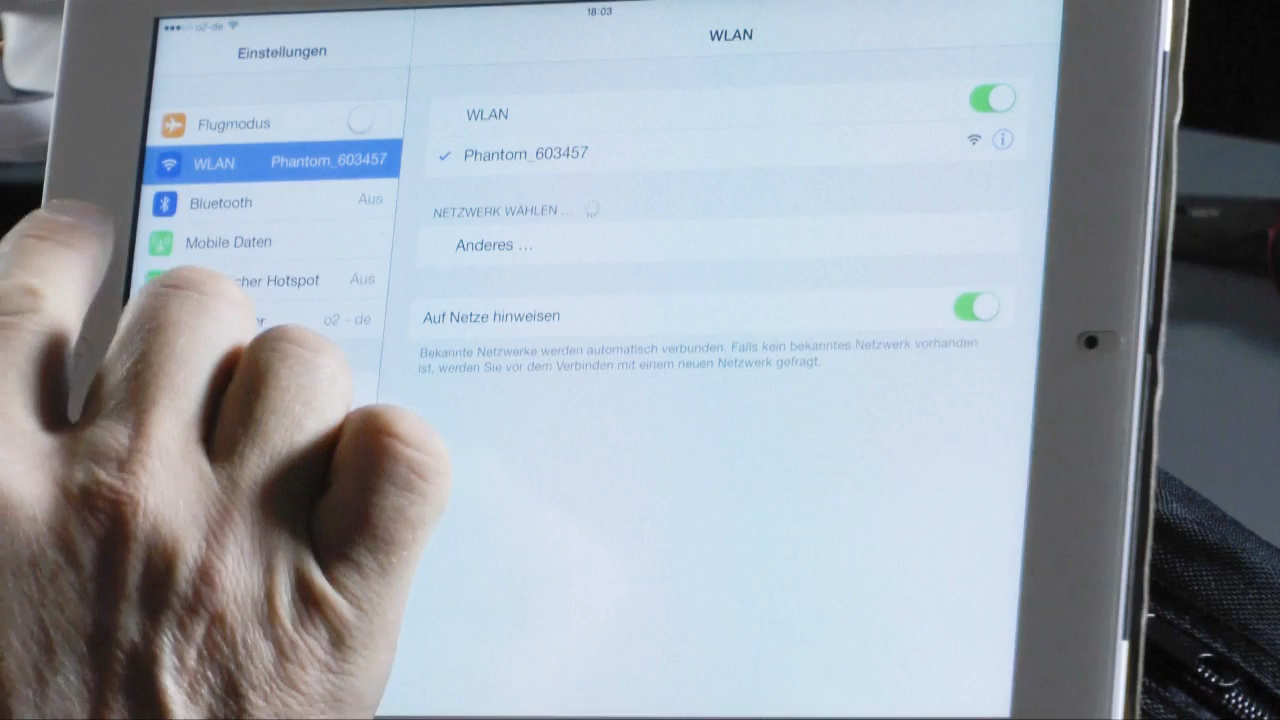 o2-de
18:03
Einstellungen
WLAN
Flugmodus
WLAN Phantom_603457
Bluetooth Aus
Mobile Daten
cher Hotspot Aus
o2 - de
WLAN
Phantom_603457
NETZWERK WÄHLEN ...
Anderes ...
Auf Netze hinweisen
Bekannte Netzwerke werden automatisch verbunden. Falls kein bekanntes Netzwerk vorhanden
ist, werden Sie vor dem Verbinden mit einem neuen Netzwerk gefragt.